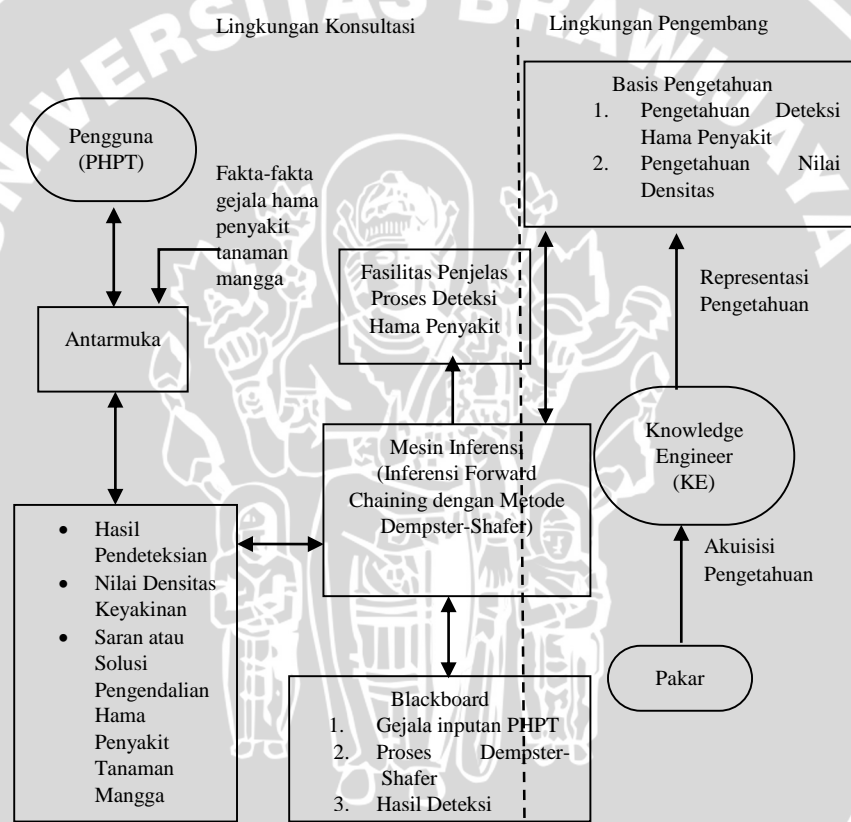 UNIVERSITAS BRAWIJAYA
Lingkungan Konsultasi
Lingkungan Pengembang
Pengguna
(PHPT)
Fakta-fakta
gejala hama
penyakit
tanaman
mangga
Antarmuka
Fasilitas Penjelas
Proses Deteksi
Hama Penyakit
Basis Pengetahuan
1. Pengetahuan Deteksi
Hama Penyakit
2. Pengetahuan Nilai
Densitas
Representasi
Pengetahuan
Mesin Inferensi
(Inferensi Forward
Chaining dengan Metode
Dempster-Shafer)
Knowledge
Engineer
(KE)
Akuisisi
Pengetahuan
Pakar
• Hasil
Pendeteksian
• Nilai Densitas
Keyakinan
• Saran atau
Solusi
Pengendalian
Hama
Penyakit
Tanaman
Mangga
Blackboard
1. Gejala inputan PHPT
2. Proses Dempster-
Shafer
3. Hasil Deteksi